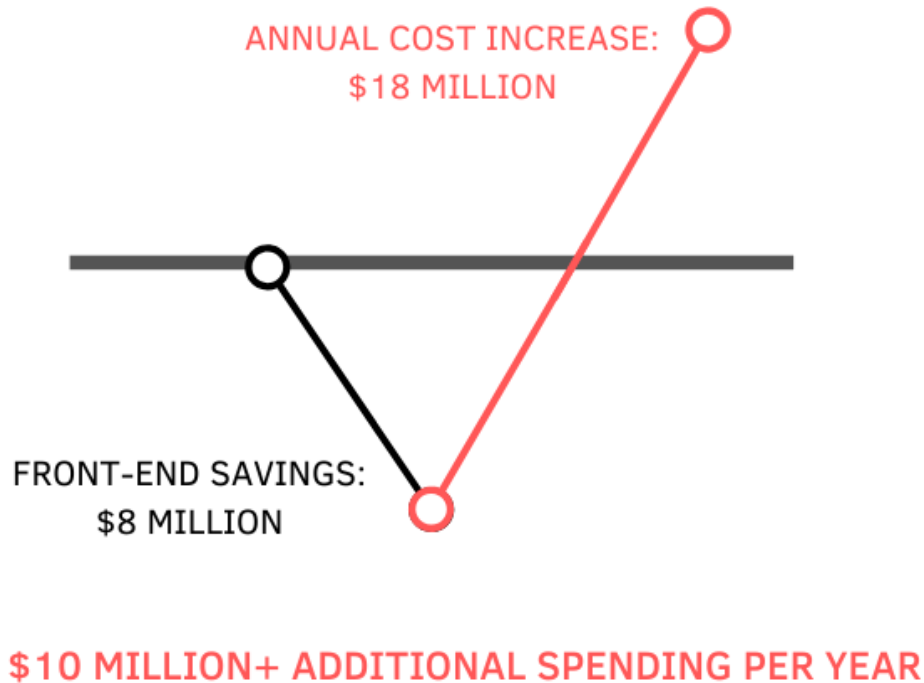 ANNUAL COST INCREASE:
$18 MILLION
FRONT-END SAVINGS:
$8 MILLION
$10 MILLION+ ADDITIONAL SPENDING PER YEAR